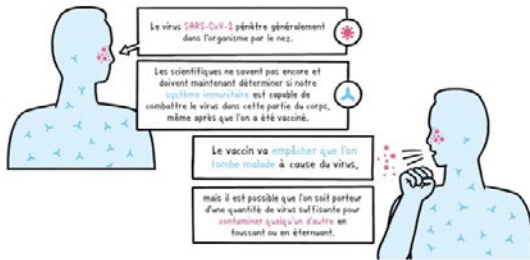 Le virus SARS-CoV-2 pénètre généralement
dans l'organisme par le nez.
Les scientifiques ne savent pas encore et
doivent maintenant déterminer si notre
système immunitaire est capable de
combattre le virus dans cette partie du corps,
même après que l'on a été vacciné.
Le vaccin va empêcher que l'on
tombe malade à cause du virus,
mais il est possible que l'on soit porteur
d'une quantité de virus suffisante pour
contaminer quelqu'un d'autre en
toussant ou en éternuant.